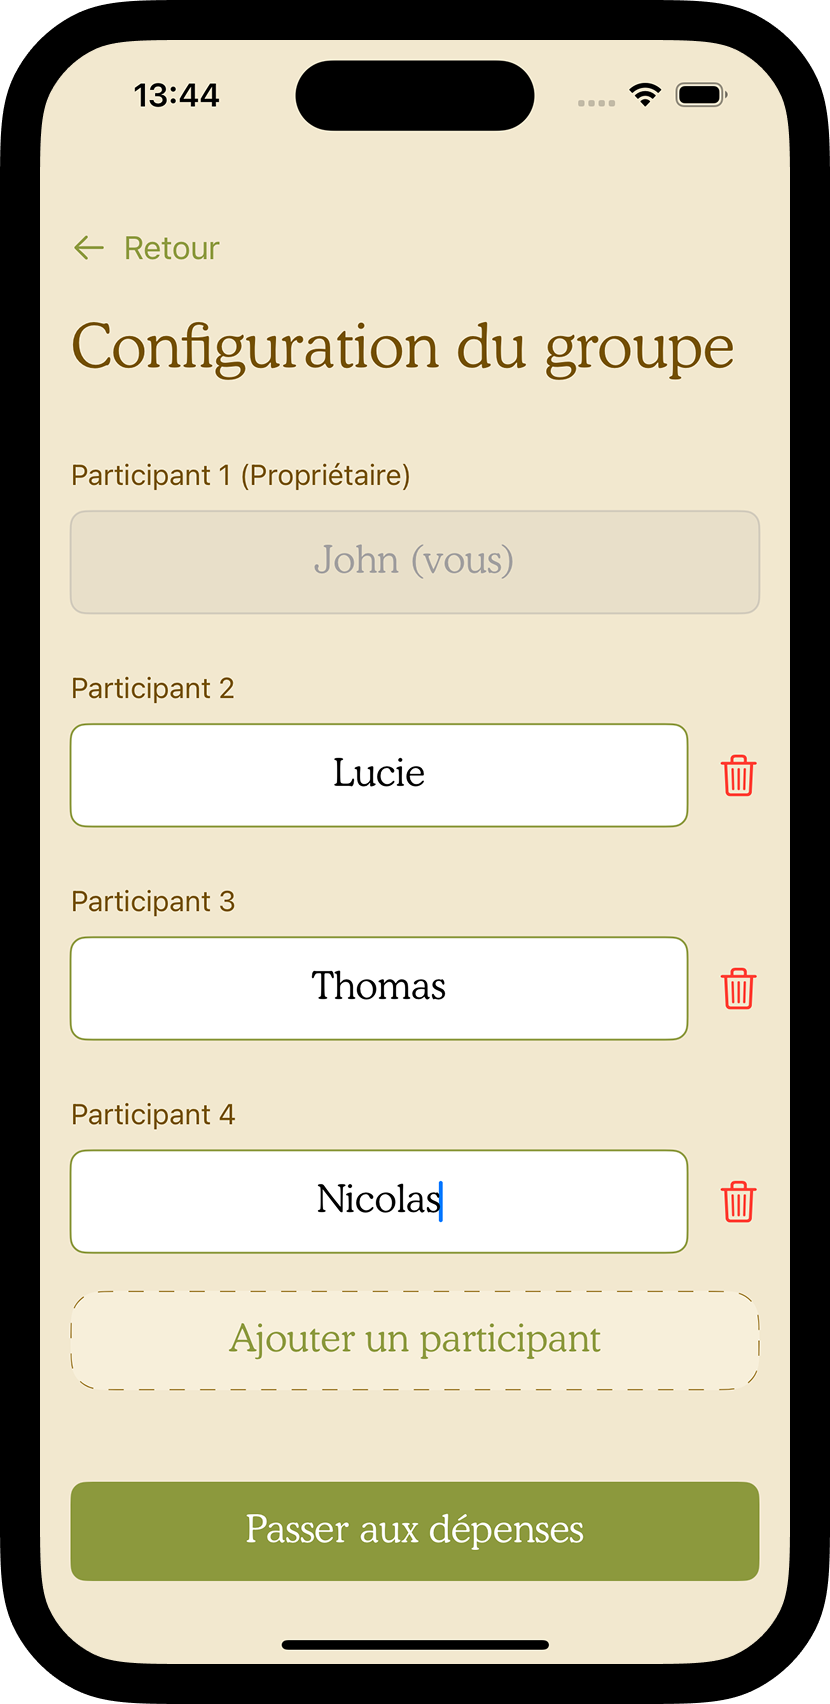 13:44
Retour
Configuration du groupe
Participant 1 (Propriétaire)
John (vous)
Participant 2
Lucie
Participant 3
Thomas
Participant 4
Nicolas
Ajouter un participant
Passer aux dépenses